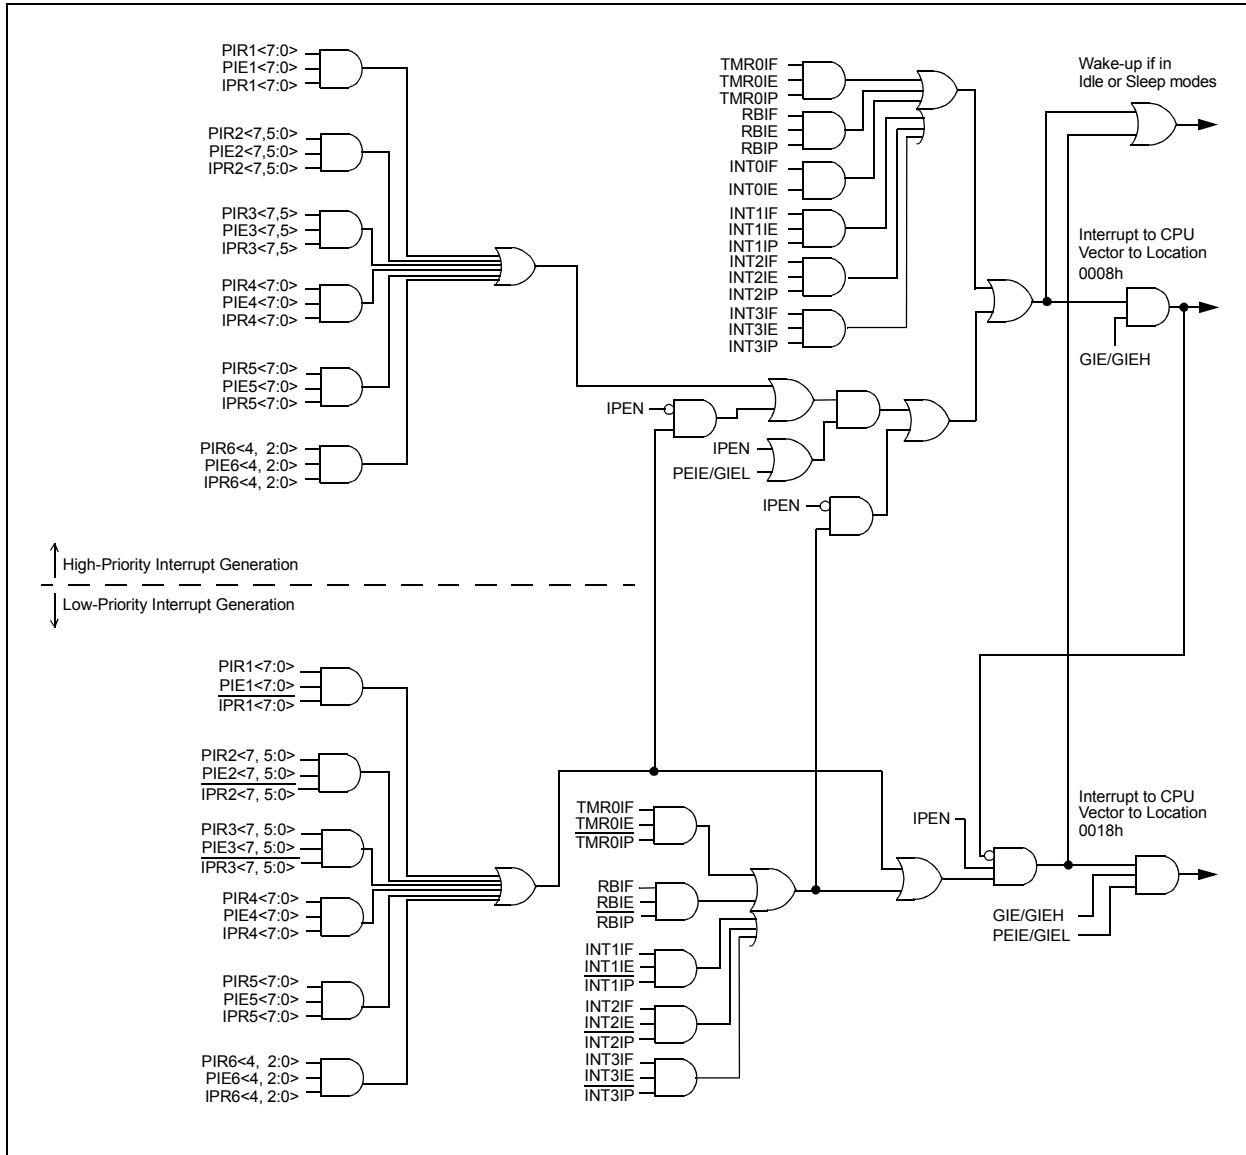 PIR1<7:0>
PIE1<7:0>
IPR1<7:0>
PIR2<7,5:0>
PIE2<7,5:0>
IPR2<7,5:0>
PIR3<7,5>
PIE3<7,5>
IPR3<7,5>
PIR4<7:0>
PIE4<7:0>
IPR4<7:0>
PIR5<7:0>
PIE5<7:0>
IPR5<7:0>
PIR6<4, 2:0>
PIE6<4, 2:0>
IPR6<4, 2:0>
TMR0IF
TMR0IE
TMR0IP
RBIF
RBIE
RBIP
INT0IF
INT0IE
INT1IF
INT1IE
INT1IP
INT2IF
INT2IE
INT2IP
INT3IF
INT3IE
INT3IP
Wake-up if in
Idle or Sleep modes
Interrupt to CPU
Vector to Location
0008h
GIE/GIEH
IPEN
IPEN
PEIE/GIEL
IPEN
High-Priority Interrupt Generation
Low-Priority Interrupt Generation
PIR1<7:0>
PIE1<7:0>
IPR1<7:0>
PIR2<7, 5:0>
PIE2<7, 5:0>
IPR2<7, 5:0>
PIR3<7, 5:0>
PIE3<7, 5:0>
IPR3<7, 5:0>
PIR4<7:0>
PIE4<7:0>
IPR4<7:0>
PIR5<7:0>
PIE5<7:0>
IPR5<7:0>
PIR6<4, 2:0>
PIE6<4, 2:0>
IPR6<4, 2:0>
TMR0IF
TMR0IE
TMR0IP
RBIF
RBIE
RBIP
INT1IF
INT1IE
INT1IP
INT2IF
INT2IE
INT2IP
INT3IF
INT3IE
INT3IP
IPEN
Interrupt to CPU
Vector to Location
0018h
GIE/GIEH
PEIE/GIEL